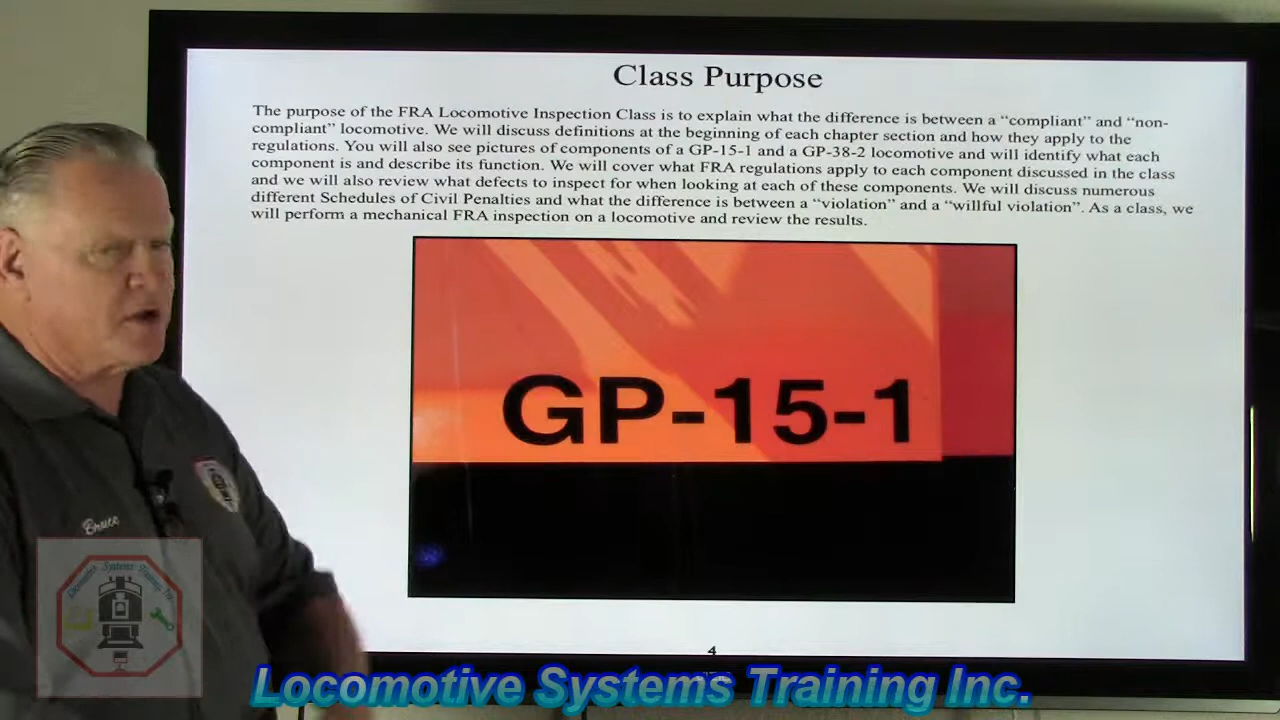 Class Purpose
The purpose of the FRA Locomotive Inspection Class is to explain what the difference is between a “compliant” and “non-
compliant” locomotive. We will discuss definitions at the beginning of each chapter section and how they apply to the
regulations. You will also see pictures of components of a GP-15-1 and a GP-38-2 locomotive and will identify what each
component is and describe its function. We will cover what FRA regulations apply to each component discussed in the class
and we will also review what defects to inspect for when looking at each of these components. We will discuss numerous
different Schedules of Civil Penalties and what the difference is between a “violation” and a “willful violation”. As a class, we
will perform a mechanical FRA inspection on a locomotive and review the results.
GP-15-1
4
Bruce
Locomotive Systems Training Inc.
Locomotive Systems Training Inc.